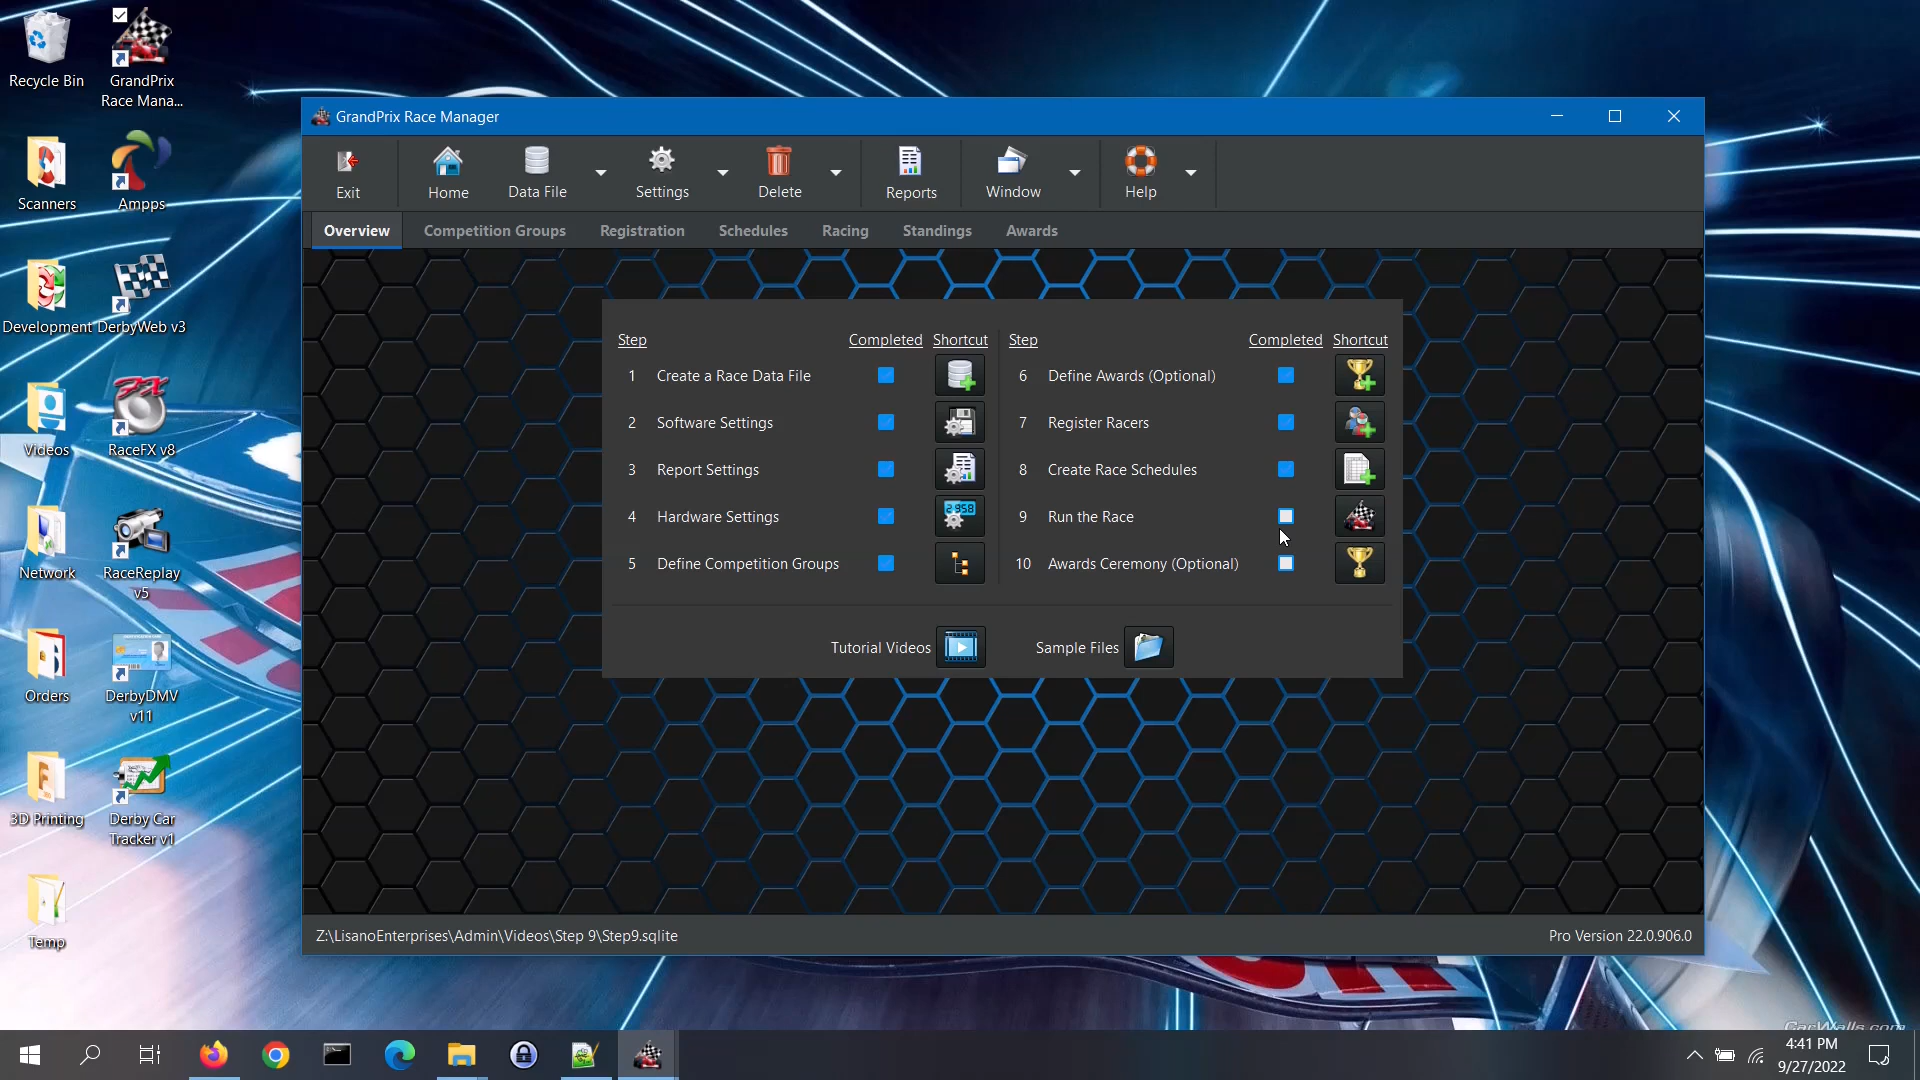 Recycle Bin
GrandPrix
Race Mana...
Scanners
Ampps
Development
DerbyWeb v3
Videos
RaceFX v8
Network
RaceReplay
v5
Orders
DerbyDMV
v11
3D Printing
Derby Car
Tracker v1
Temp
GrandPrix Race Manager
Exit
Home
Data File
Settings
Delete
Reports
Window
Help
Overview
Competition Groups
Registration
Schedules
Racing
Standings
Awards
Step Completed Shortcut
1 Create a Race Data File
2 Software Settings
3 Report Settings
4 Hardware Settings
2.958
5 Define Competition Groups
Step Completed Shortcut
6 Define Awards (Optional)
7 Register Racers
8 Create Race Schedules
9 Run the Race
10 Awards Ceremony (Optional)
Tutorial Videos
Sample Files
Z:\LisanoEnterprises\Admin\Videos\Step 9\Step9.sqlite
Pro Version 22.0.906.0
CarWalls.com
4:41 PM
9/27/2022